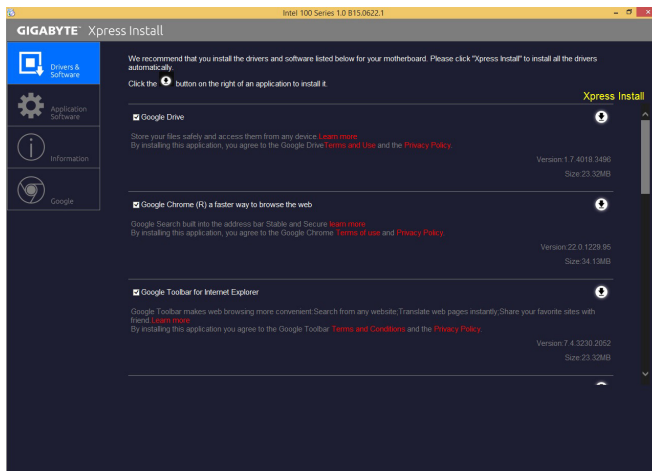 Intel 100 Series 1.0 B15.0622.1
GIGABYTE™ Xpress Install
Drivers &
Software
Application
Software
Information
Google
We recommend that you install the drivers and software listed below for your motherboard. Please click "Xpress Install" to install all the drivers
automatically.
Click the button on the right of an application to install it.
Xpress Install
Google Drive
Store your files safely and access them from any device.Learn more
By installing this application, you agree to the Google DriveTerms and Use and the Privacy Policy.
Version:1.7.4018.3496
Size:23.32MB
Google Chrome (R) a faster way to browse the web
Google Search built into the address bar Stable and Secure learn more
By installing this application, you agree to the Google Chrome Terms of use and Privacy Policy.
Version:22.0.1229.95
Size:34.13MB
Google Toolbar for Internet Explorer
Google Toolbar makes web browsing more convenient:Search from any website;Translate web pages instantly;Share your favorite sites with
friend.Learn more
By installing this application you agree to the Google Toolbar Terms and Conditions and the Privacy Policy.
Version:7.4.3230.2052
Size:23.32MB